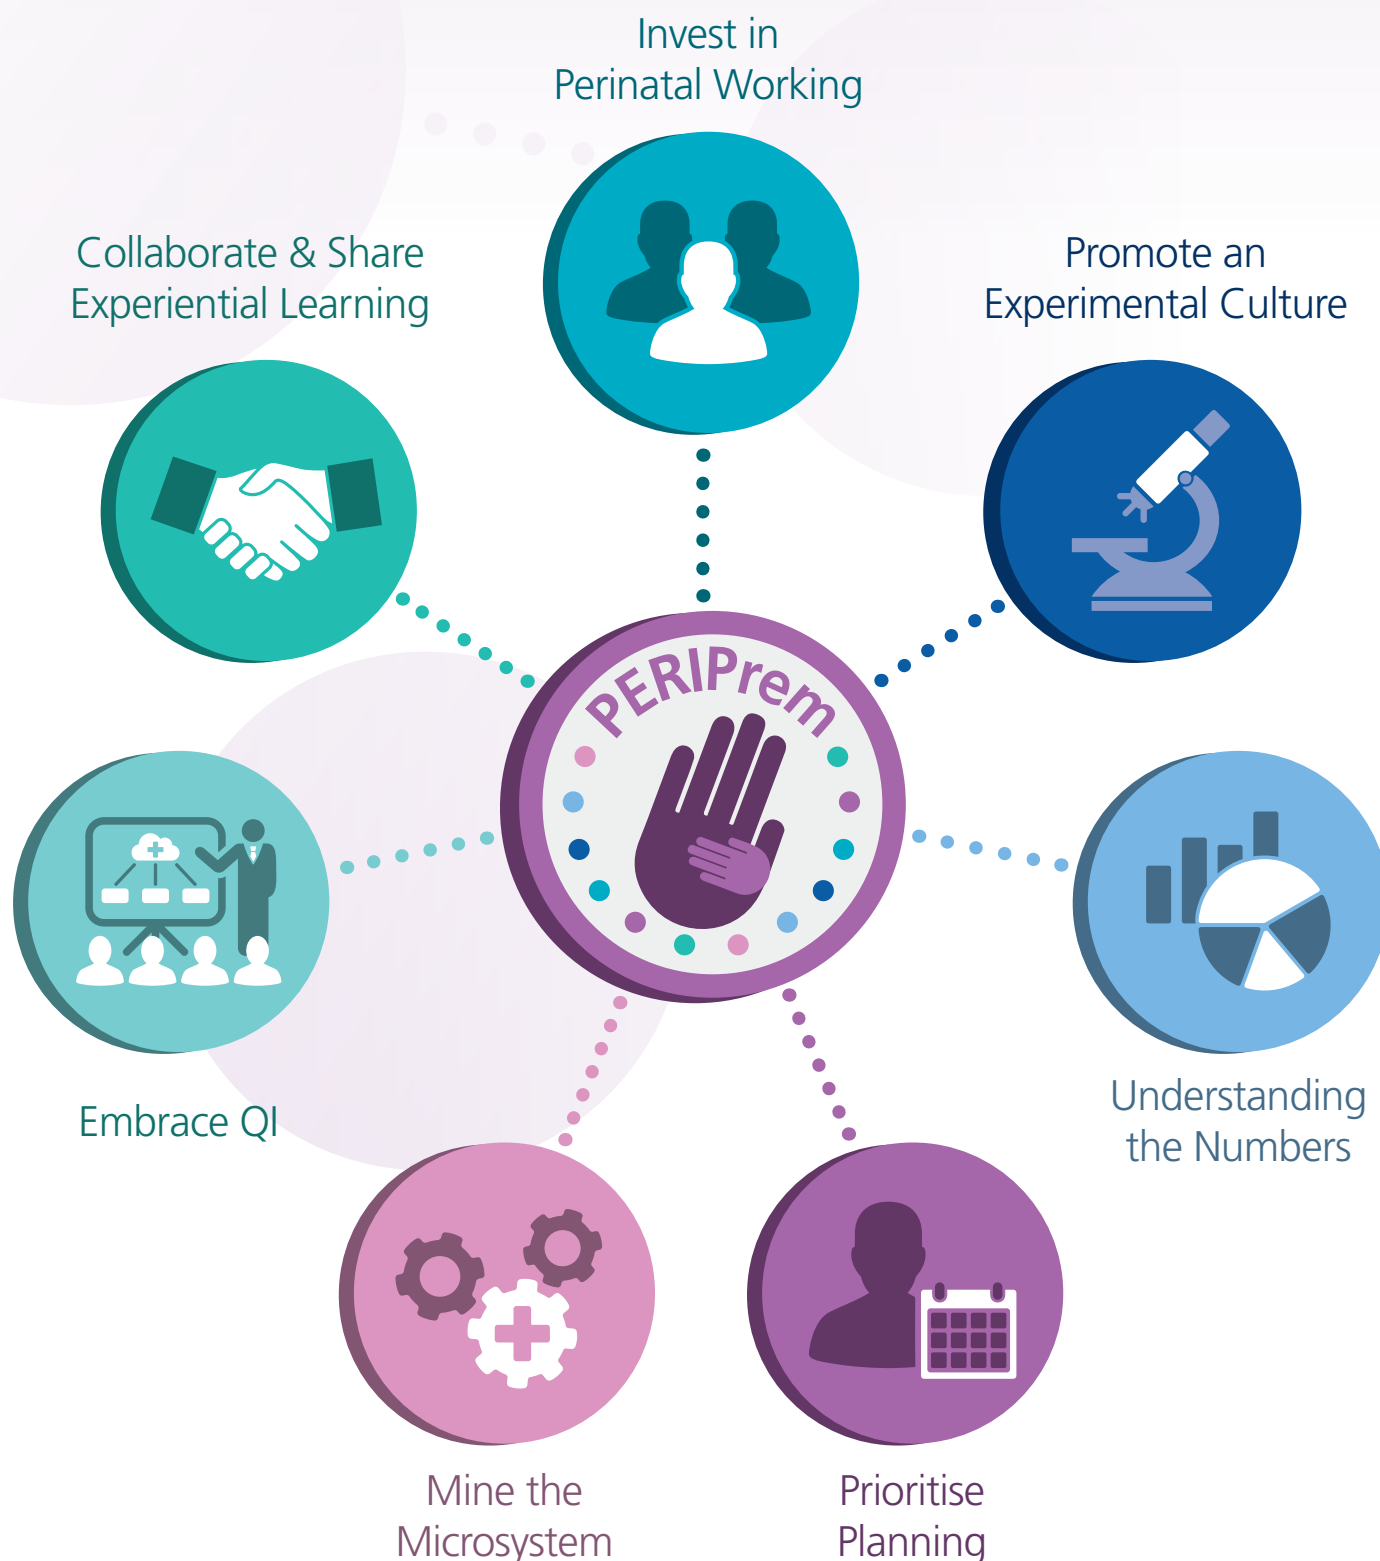 Invest in
Perinatal Working
Collaborate & Share
Experiential Learning
Promote an
Experimental Culture
PERIPrem
Embrace QI
Understanding
the Numbers
Mine the
Microsystem
Prioritise
Planning